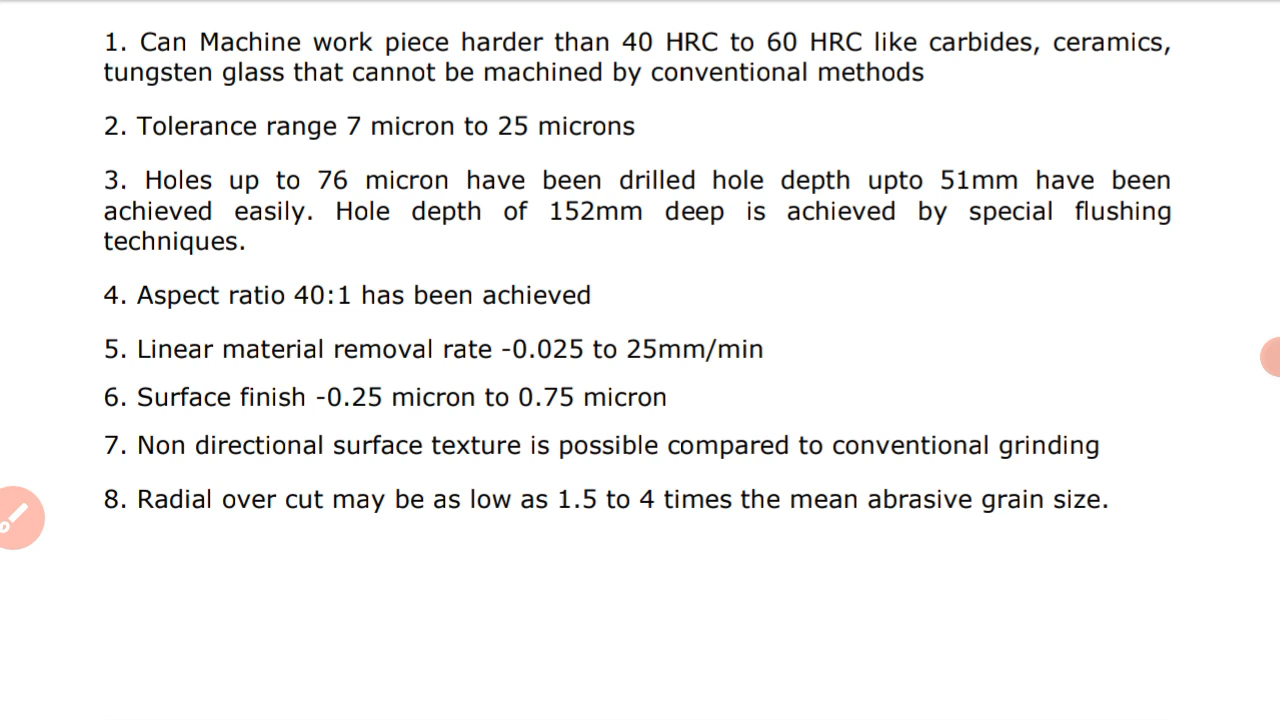 1. Can Machine work piece harder than 40 HRC to 60 HRC like carbides, ceramics,
tungsten glass that cannot be machined by conventional methods
2. Tolerance range 7 micron to 25 microns
3. Holes up to 76 micron have been drilled hole depth upto 51mm have been
achieved easily. Hole depth of 152mm deep is achieved by special flushing
techniques.
4. Aspect ratio 40:1 has been achieved
5. Linear material removal rate -0.025 to 25mm/min
6. Surface finish -0.25 micron to 0.75 micron
7. Non directional surface texture is possible compared to conventional grinding
8. Radial over cut may be as low as 1.5 to 4 times the mean abrasive grain size.